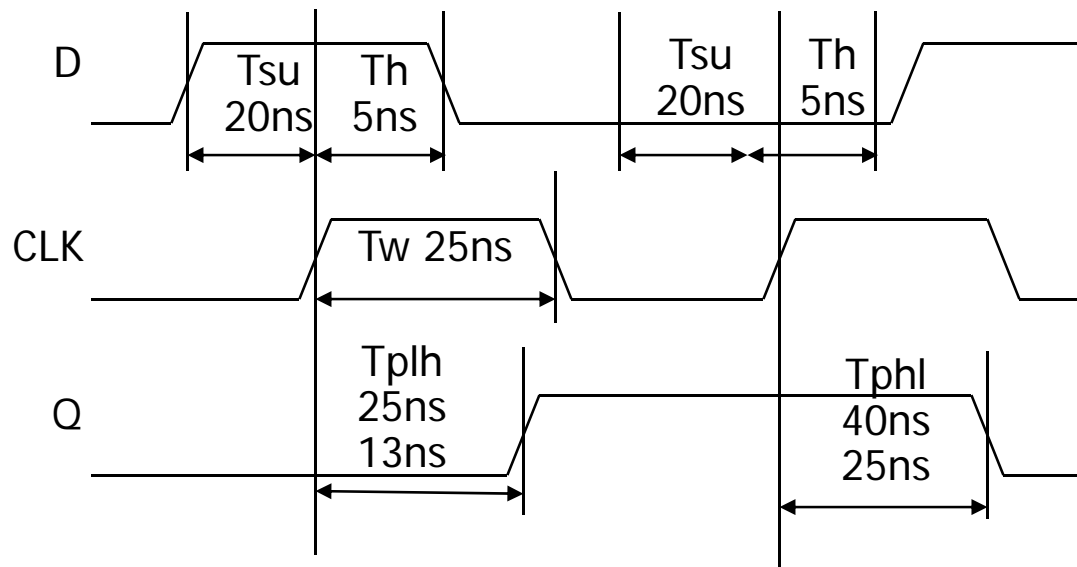 D
Tsu
20ns
Th
5ns
Tsu
20ns
Th
5ns
CLK
Tw 25ns
Q
Tplh
25ns
13ns
Tphl
40ns
25ns